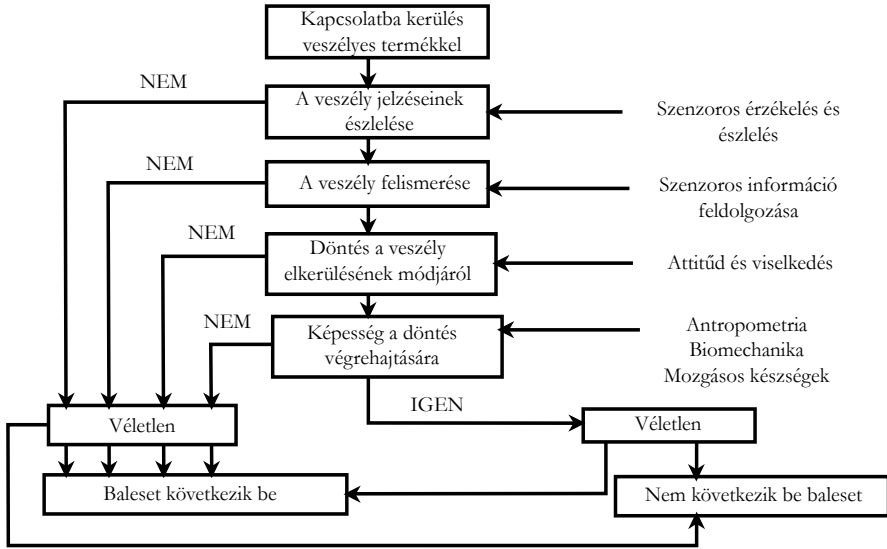 Kapcsolatba kerülés
veszélyes termékkel
NEM
A veszély jelzéseinek
észlelése
Szenzoros érzékelés és
észlelés
NEM
A veszély felismerése
Szenzoros információ
feldolgozása
NEM
Döntés a veszély
elkerülésének módjáról
Attitűd és viselkedés
NEM
Képesség a döntés
végrehajtására
Antropometria
Biomechanika
Mozgásos készségek
IGEN
Véletlen
Véletlen
Baleset következik be
Nem következik be baleset